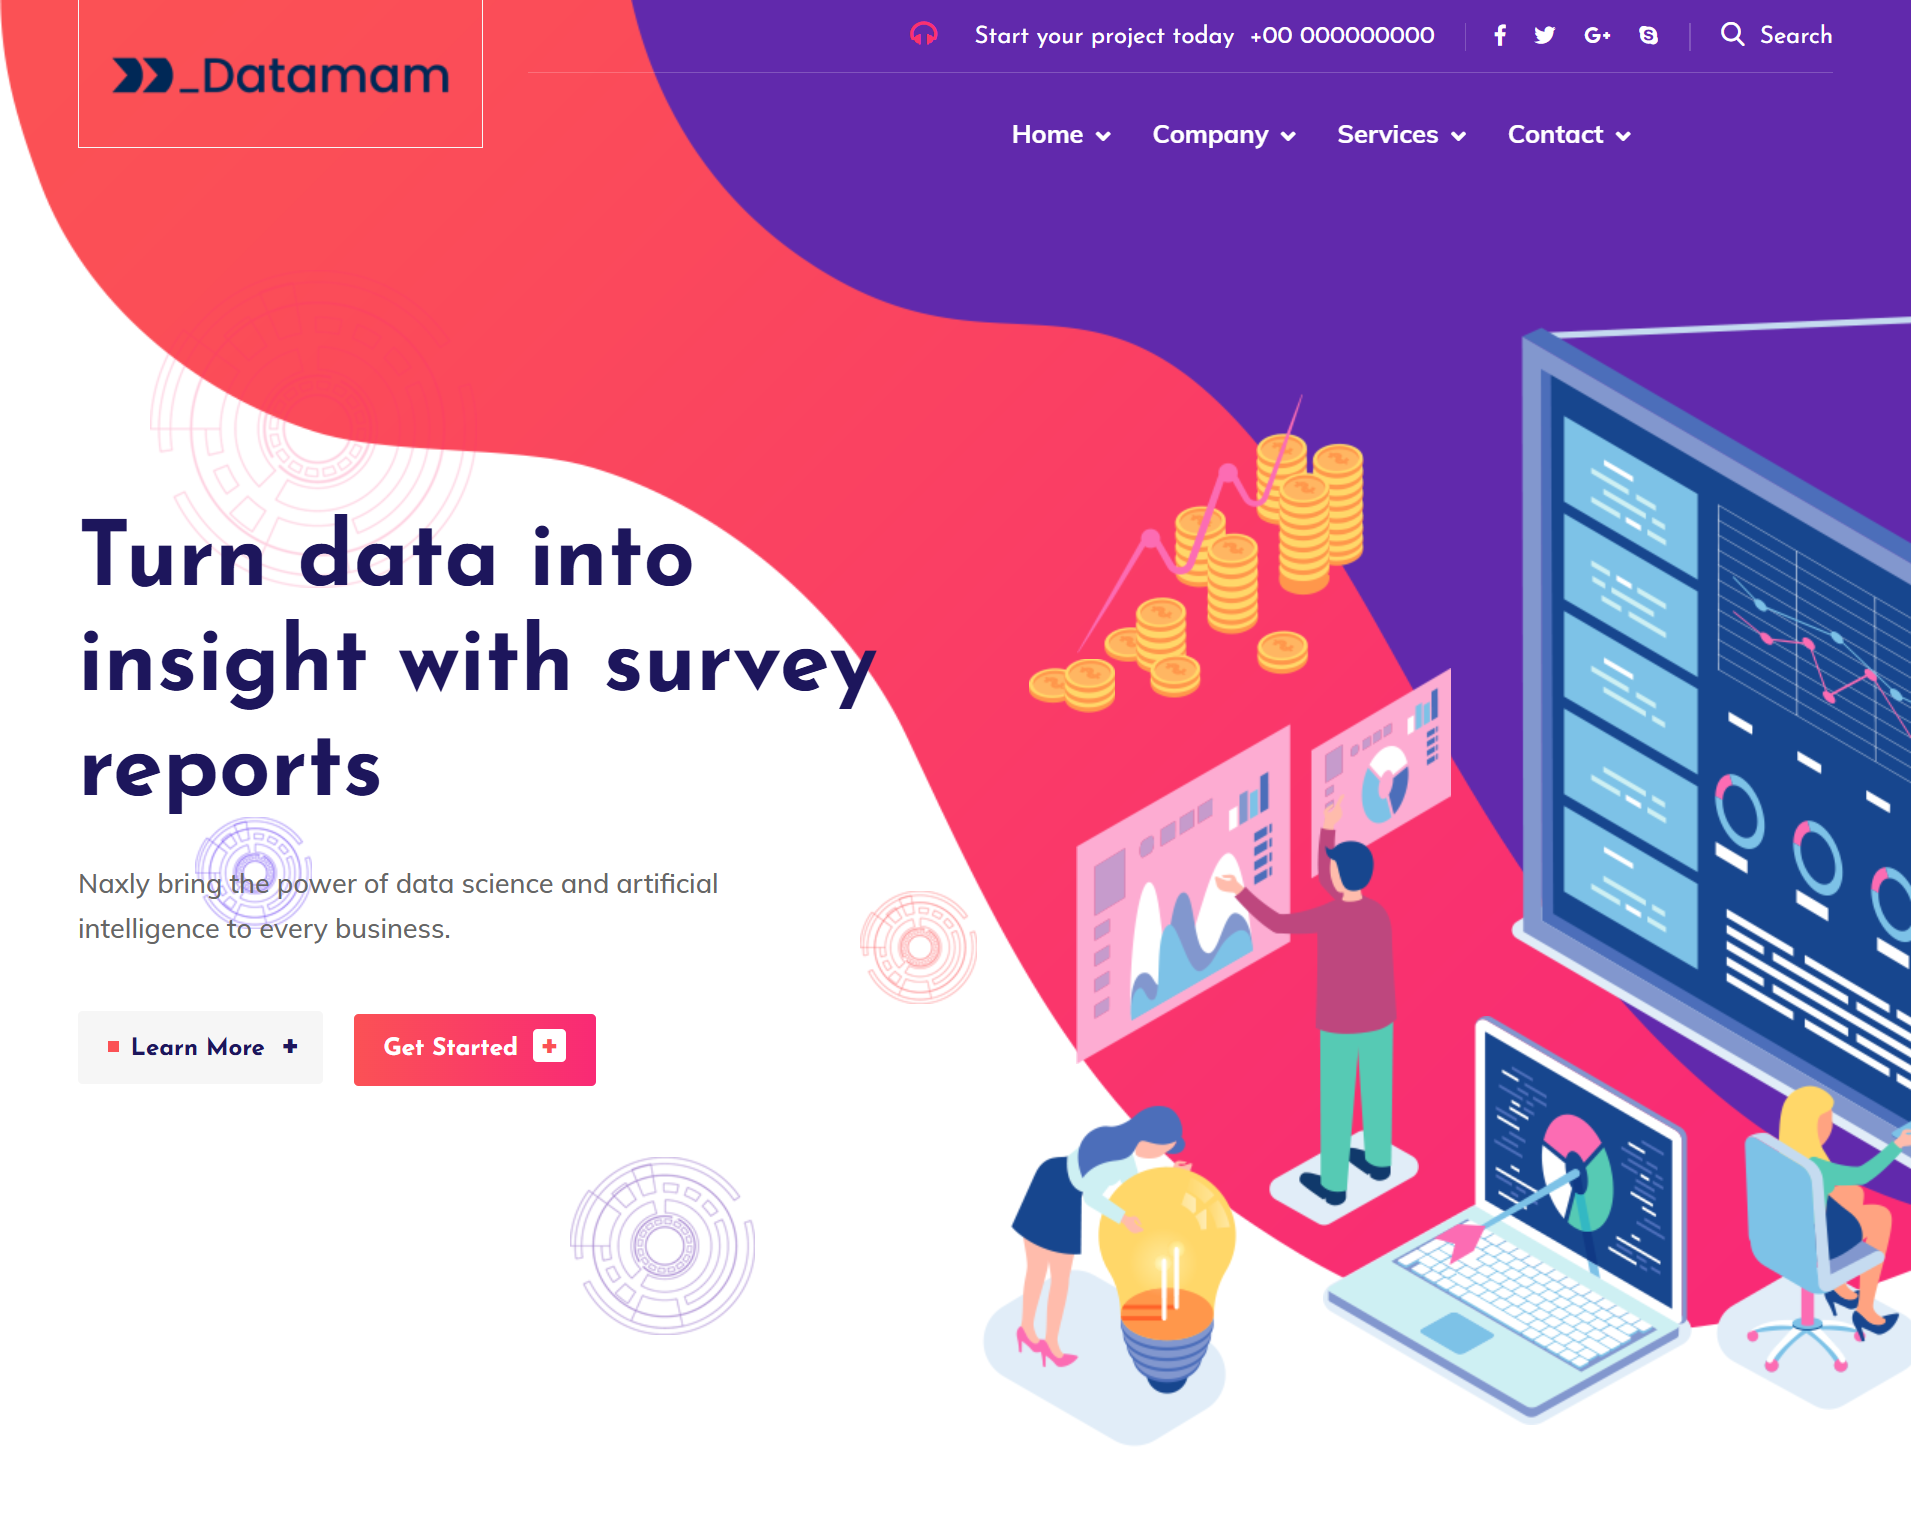 _Datamam
Start your project today +00 000000000
Search
Home Company Services Contact
Turn data into
insight with survey
reports
Naxly bring the power of data science and artificial
intelligence to every business.
Learn More +
Get Started +